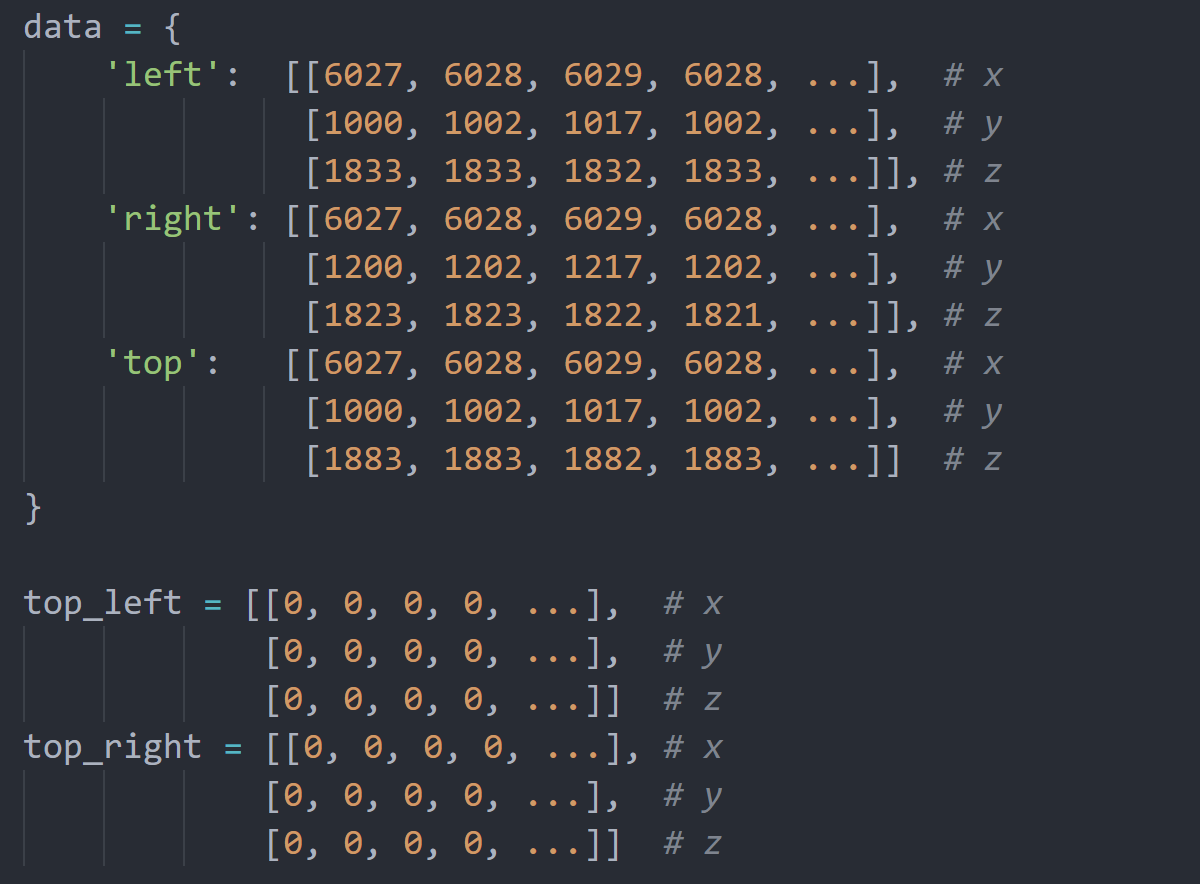 data = {
    'left':  [[6027, 6028, 6029, 6028, ...],  # x
              [1000, 1002, 1017, 1002, ...],  # y
              [1833, 1833, 1832, 1833, ...]], # z
    'right': [[6027, 6028, 6029, 6028, ...],  # x
              [1200, 1202, 1217, 1202, ...],  # y
              [1823, 1823, 1822, 1821, ...]], # z
    'top':   [[6027, 6028, 6029, 6028, ...],  # x
              [1000, 1002, 1017, 1002, ...],  # y
              [1883, 1883, 1882, 1883, ...]]  # z
}

top_left = [[0, 0, 0, 0, ...],  # x
            [0, 0, 0, 0, ...],  # y
            [0, 0, 0, 0, ...]]  # z
top_right = [[0, 0, 0, 0, ...], # x
            [0, 0, 0, 0, ...],  # y
            [0, 0, 0, 0, ...]]  # z